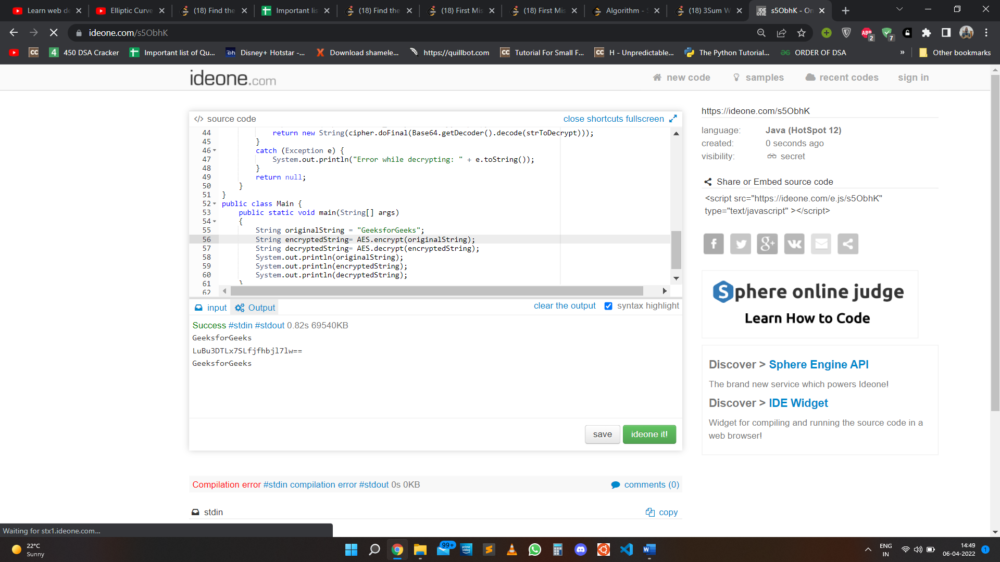 Learn web de
Elliptic Curve
(18) Find the
Important lis
(18) Find the
(18) First Mis
(18) First Mis
Algorithm - S
(18) 3Sum W
s5ObhK - On
ideone.com/s5ObhK
ABP
2
7
CC
4 450 DSA Cracker
Important list of Qu...
Disney+ Hotstar -...
Download shamele...
https://quillbot.com
CC Tutorial For Small F...
CC H - Unpredictable...
The Python Tutorial...
ORDER OF DSA
»
Other bookmarks
ideone.com
new code
samples
recent codes
sign in
</> source code
close shortcuts fullscreen
44 return new String(cipher.doFinal(Base64.getDecoder().decode(strToDecrypt)));
45 }
46 catch (Exception e) {
47 System.out.println("Error while decrypting: " + e.toString());
48 }
49 return null;
50 }
51 }
52 public class Main {
53 public static void main(String[] args)
54 {
55 String originalString = "GeeksforGeeks";
56 String encryptedString= AES.encrypt(originalString);
57 String decryptedString= AES.decrypt(encryptedString);
58 System.out.println(originalString);
59 System.out.println(encryptedString);
60 System.out.println(decryptedString);
61 }
62
input
Output
clear the output
syntax highlight
Success #stdin #stdout 0.82s 69540KB
GeeksforGeeks
LuBu3DTLx7SLfjfhbjl7lw==
GeeksforGeeks
save
ideone it!
Compilation error #stdin compilation error #stdout 0s 0KB
comments (0)
stdin
copy
https://ideone.com/s5ObhK
language: Java (HotSpot 12)
created: 0 seconds ago
visibility: secret
Share or Embed source code
<script src="https://ideone.com/e.js/s5ObhK"
type="text/javascript" ></script>
Sphere online judge
Learn How to Code
Discover > Sphere Engine API
The brand new service which powers Ideone!
Discover > IDE Widget
Widget for compiling and running the source code in a
web browser!
Waiting for stx1.ideone.com...
22°C
Sunny
99+
prime video
ENG
IN
14:49
06-04-2022
1